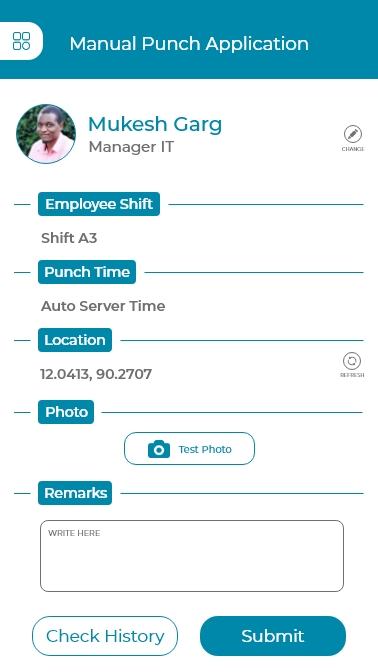 Manual Punch Application
Mukesh Garg
Manager IT
CHANGE
Employee Shift
Shift A3
Punch Time
Auto Server Time
Location
12.0413, 90.2707
REFRESH
Photo
Test Photo
Remarks
WRITE HERE
Check History
Submit